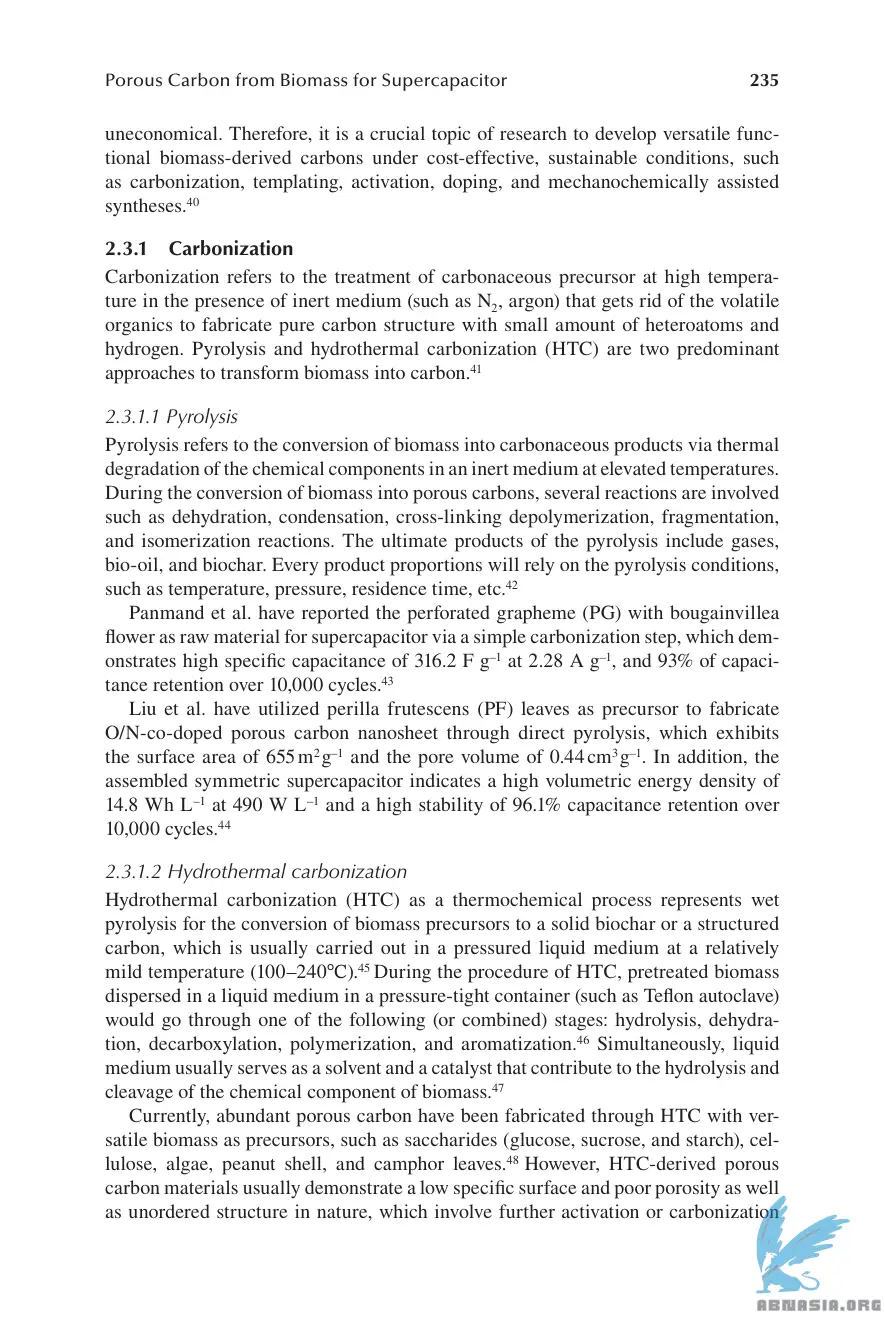 Porous Carbon from Biomass for Supercapacitor 235
uneconomical. Therefore, it is a crucial topic of research to develop versatile func-
tional biomass-derived carbons under cost-effective, sustainable conditions, such
as carbonization, templating, activation, doping, and mechanochemically assisted
syntheses.⁴⁰
2.3.1 Carbonization
Carbonization refers to the treatment of carbonaceous precursor at high tempera-
ture in the presence of inert medium (such as N₂, argon) that gets rid of the volatile
organics to fabricate pure carbon structure with small amount of heteroatoms and
hydrogen. Pyrolysis and hydrothermal carbonization (HTC) are two predominant
approaches to transform biomass into carbon.⁴¹
2.3.1.1 Pyrolysis
Pyrolysis refers to the conversion of biomass into carbonaceous products via thermal
degradation of the chemical components in an inert medium at elevated temperatures.
During the conversion of biomass into porous carbons, several reactions are involved
such as dehydration, condensation, cross-linking depolymerization, fragmentation,
and isomerization reactions. The ultimate products of the pyrolysis include gases,
bio-oil, and biochar. Every product proportions will rely on the pyrolysis conditions,
such as temperature, pressure, residence time, etc.⁴²
Panmand et al. have reported the perforated grapheme (PG) with bougainvillea
flower as raw material for supercapacitor via a simple carbonization step, which dem-
onstrates high specific capacitance of 316.2 F g⁻¹ at 2.28 A g⁻¹, and 93% of capaci-
tance retention over 10,000 cycles.⁴³
Liu et al. have utilized perilla frutescens (PF) leaves as precursor to fabricate
O/N-co-doped porous carbon nanosheet through direct pyrolysis, which exhibits
the surface area of 655 m² g⁻¹ and the pore volume of 0.44 cm³ g⁻¹. In addition, the
assembled symmetric supercapacitor indicates a high volumetric energy density of
14.8 Wh L⁻¹ at 490 W L⁻¹ and a high stability of 96.1% capacitance retention over
10,000 cycles.⁴⁴
2.3.1.2 Hydrothermal carbonization
Hydrothermal carbonization (HTC) as a thermochemical process represents wet
pyrolysis for the conversion of biomass precursors to a solid biochar or a structured
carbon, which is usually carried out in a pressured liquid medium at a relatively
mild temperature (100–240°C).⁴⁵ During the procedure of HTC, pretreated biomass
dispersed in a liquid medium in a pressure-tight container (such as Teflon autoclave)
would go through one of the following (or combined) stages: hydrolysis, dehydra-
tion, decarboxylation, polymerization, and aromatization.⁴⁶ Simultaneously, liquid
medium usually serves as a solvent and a catalyst that contribute to the hydrolysis and
cleavage of the chemical component of biomass.⁴⁷
Currently, abundant porous carbon have been fabricated through HTC with ver-
satile biomass as precursors, such as saccharides (glucose, sucrose, and starch), cel-
lulose, algae, peanut shell, and camphor leaves.⁴⁸ However, HTC-derived porous
carbon materials usually demonstrate a low specific surface and poor porosity as well
as unordered structure in nature, which involve further activation or carbonization
ABNASIA.ORG